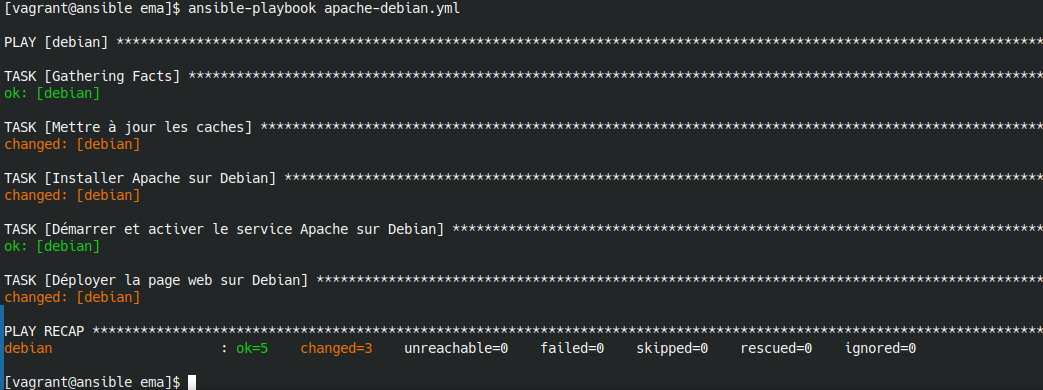 [vagrant@ansible ema]$ ansible-playbook apache-debian.yml
PLAY [debian] ********************************************************************************************************************
TASK [Gathering Facts] ***********************************************************************************************************
ok: [debian]
TASK [Mettre à jour les caches] **************************************************************************************************
changed: [debian]
TASK [Installer Apache sur Debian] ***********************************************************************************************
changed: [debian]
TASK [Démarrer et activer le service Apache sur Debian] **************************************************************************
ok: [debian]
TASK [Déployer la page web sur Debian] *******************************************************************************************
changed: [debian]
PLAY RECAP ***********************************************************************************************************************
debian                     : ok=5    changed=3    unreachable=0    failed=0    skipped=0    rescued=0    ignored=0
[vagrant@ansible ema]$